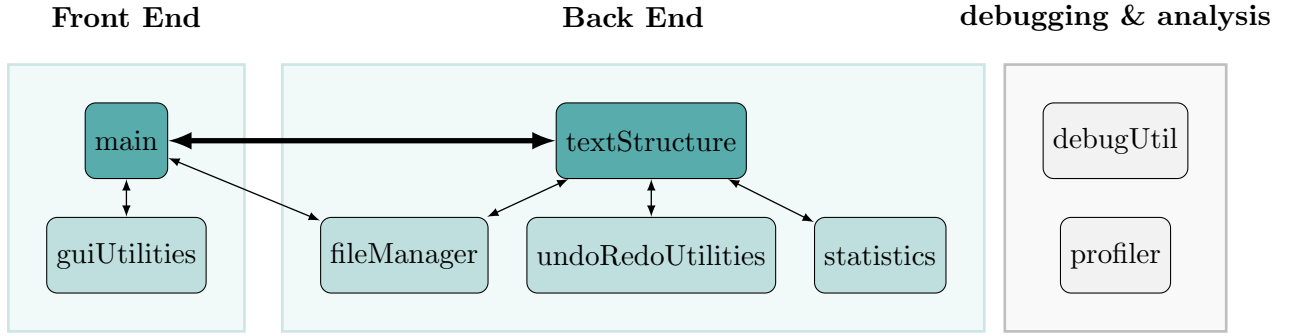 Front End
Back End
debugging & analysis
main
textStructure
debugUtil
guiUtilities
fileManager
undoRedoUtilities
statistics
profiler